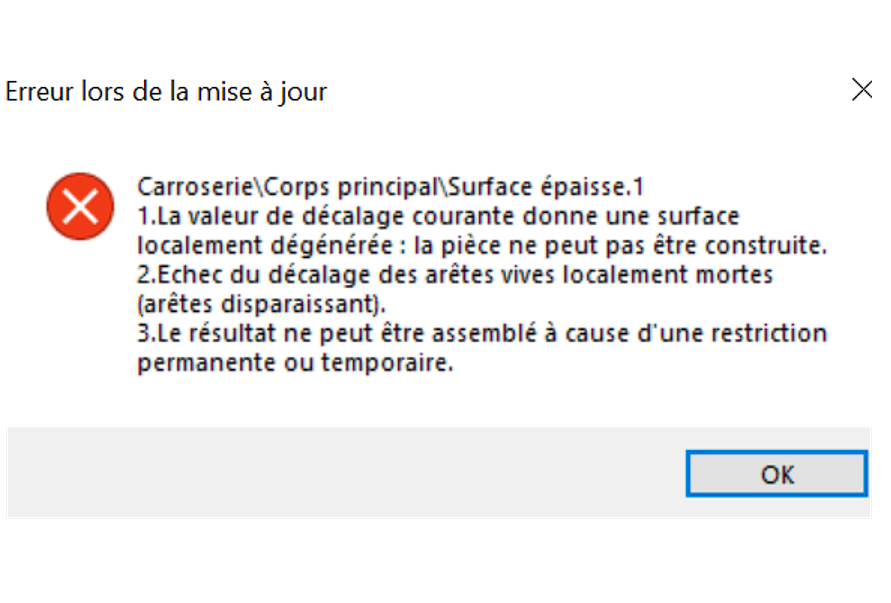 Erreur lors de la mise à jour
Carroserie\Corps principal\Surface épaisse.1
1.La valeur de décalage courante donne une surface
localement dégénérée : la pièce ne peut pas être construite.
2.Echec du décalage des arêtes vives localement mortes
(arêtes disparaissant).
3.Le résultat ne peut être assemblé à cause d'une restriction
permanente ou temporaire.
OK